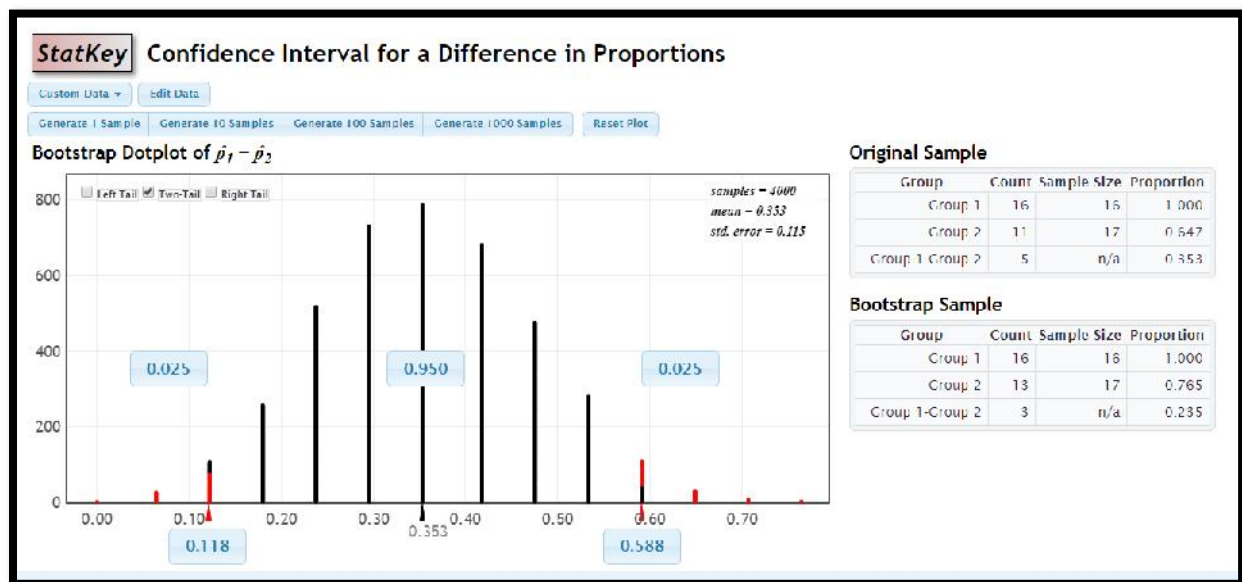 StatKey Confidence Interval for a Difference in Proportions
Custom Data Edit Data
Generate 1 Sample Generate 10 Samples Generate 100 Samples Generate 1000 Samples Reset Plot
Bootstrap Dotplot of p̂₁ − p̂₂
Left Tail Two-Tail Right Tail
samples = 4000
mean = 0.353
std. error = 0.115
800
600
400
200
0
0.025
0.950
0.025
0.00 0.10 0.20 0.30 0.40 0.50 0.60 0.70
0.353
0.118
0.588
Original Sample
Group Count Sample Size Proportion
Group 1 16 16 1.000
Group 2 11 17 0.647
Group 1-Group 2 5 n/a 0.353
Bootstrap Sample
Group Count Sample Size Proportion
Group 1 16 16 1.000
Group 2 13 17 0.765
Group 1-Group 2 3 n/a 0.235